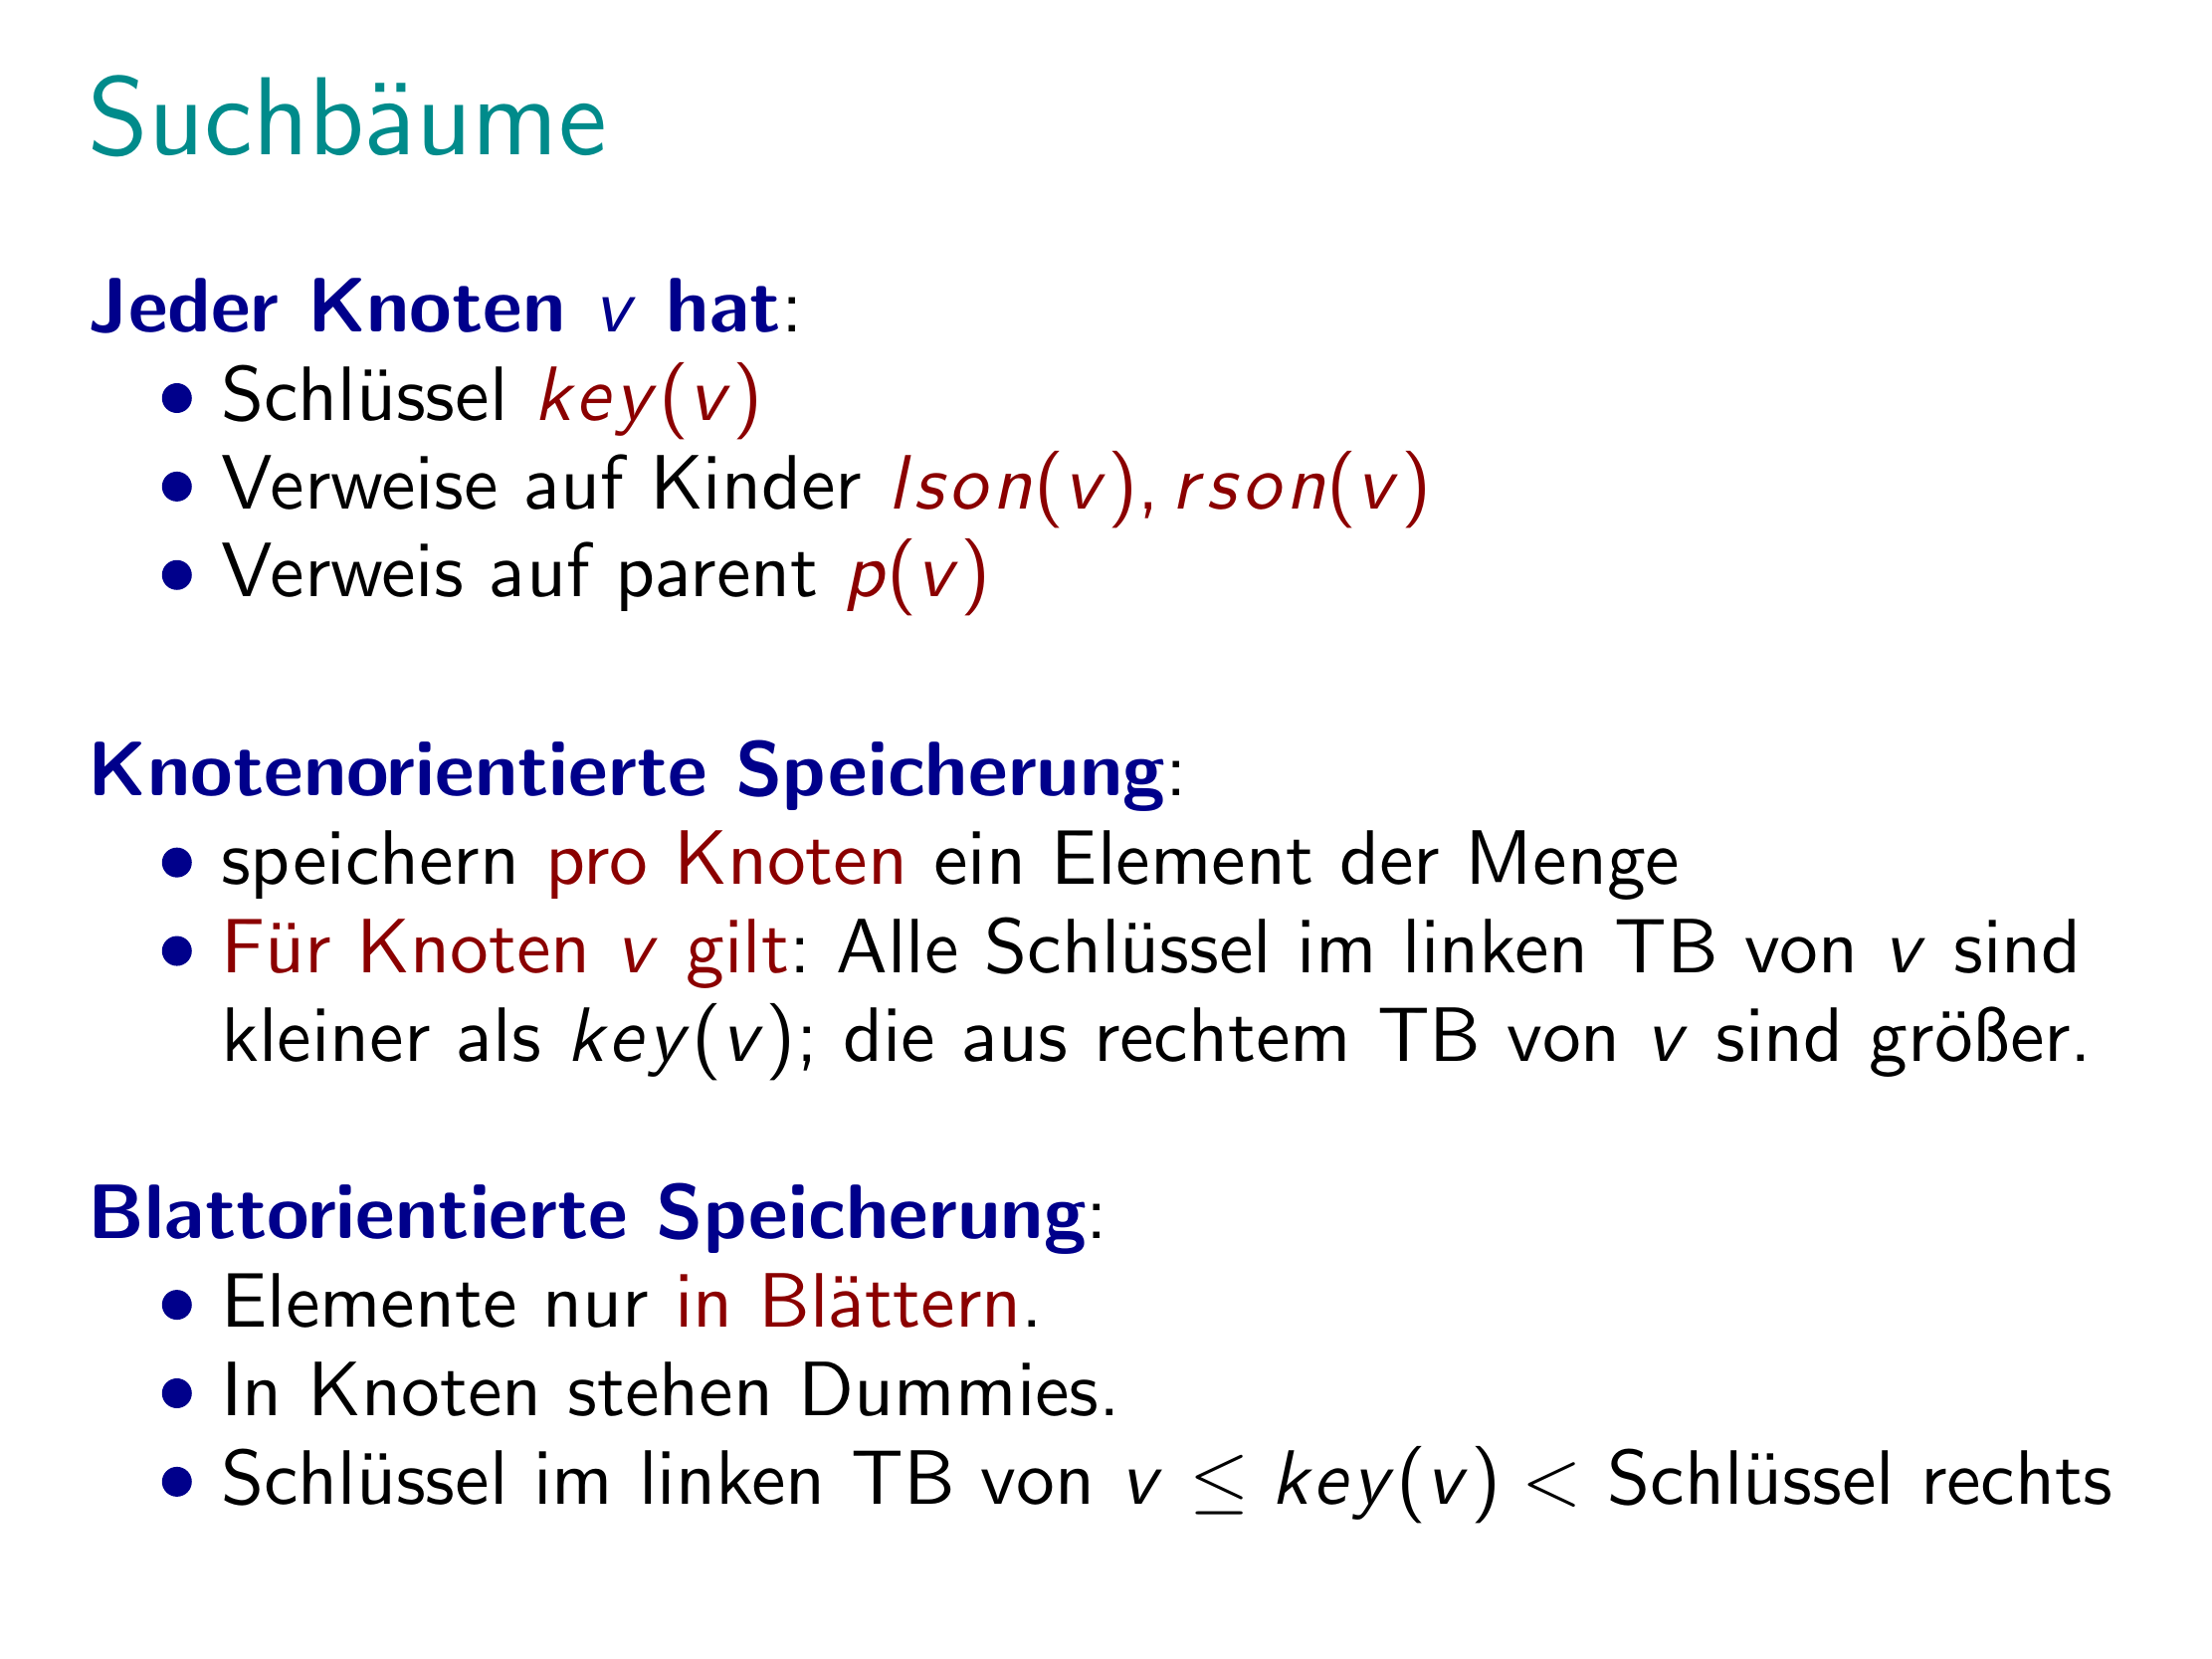 Suchbäume
Jeder Knoten v hat:
• Schlüssel key(v)
• Verweise auf Kinder lson(v), rson(v)
• Verweis auf parent p(v)
Knotenorientierte Speicherung:
• speichern pro Knoten ein Element der Menge
• Für Knoten v gilt: Alle Schlüssel im linken TB von v sind
kleiner als key(v); die aus rechtem TB von v sind größer.
Blattorientierte Speicherung:
• Elemente nur in Blättern.
• In Knoten stehen Dummies.
• Schlüssel im linken TB von v ≤ key(v) < Schlüssel rechts